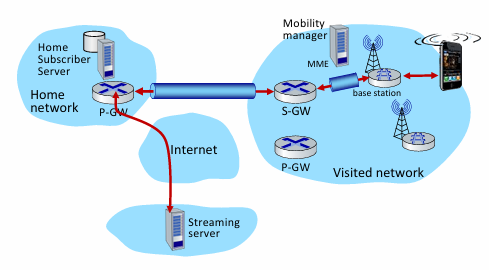 Mobility
manager
Home
Subscriber
Server
MME
Home
network
P-GW
S-GW
base station
Internet
P-GW
Visited network
Streaming
server